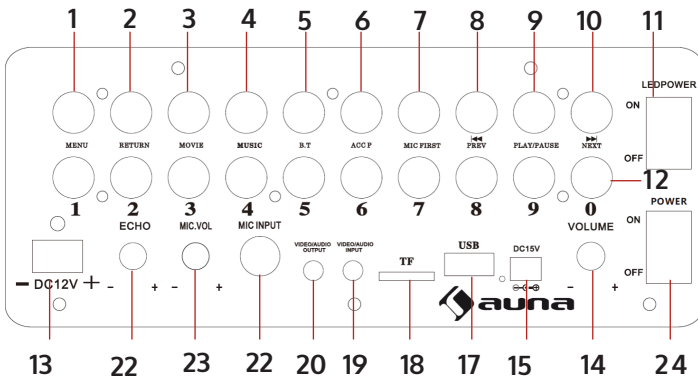 1 2 3 4 5 6 7 8 9 10 11
LEDPOWER
ON
MENU RETURN MOVIE MUSIC B.T ACC P MIC FIRST PREV PLAY/PAUSE NEXT
OFF
12
1 2 3 4 5 6 7 8 9 0
POWER
ECHO MIC.VOL MIC INPUT VIDEO/AUDIO OUTPUT VIDEO/AUDIO INPUT TF USB DC15V VOLUME
ON
OFF
- DC12V + - + - + - +
auna
13 22 23 22 20 19 18 17 15 14 24